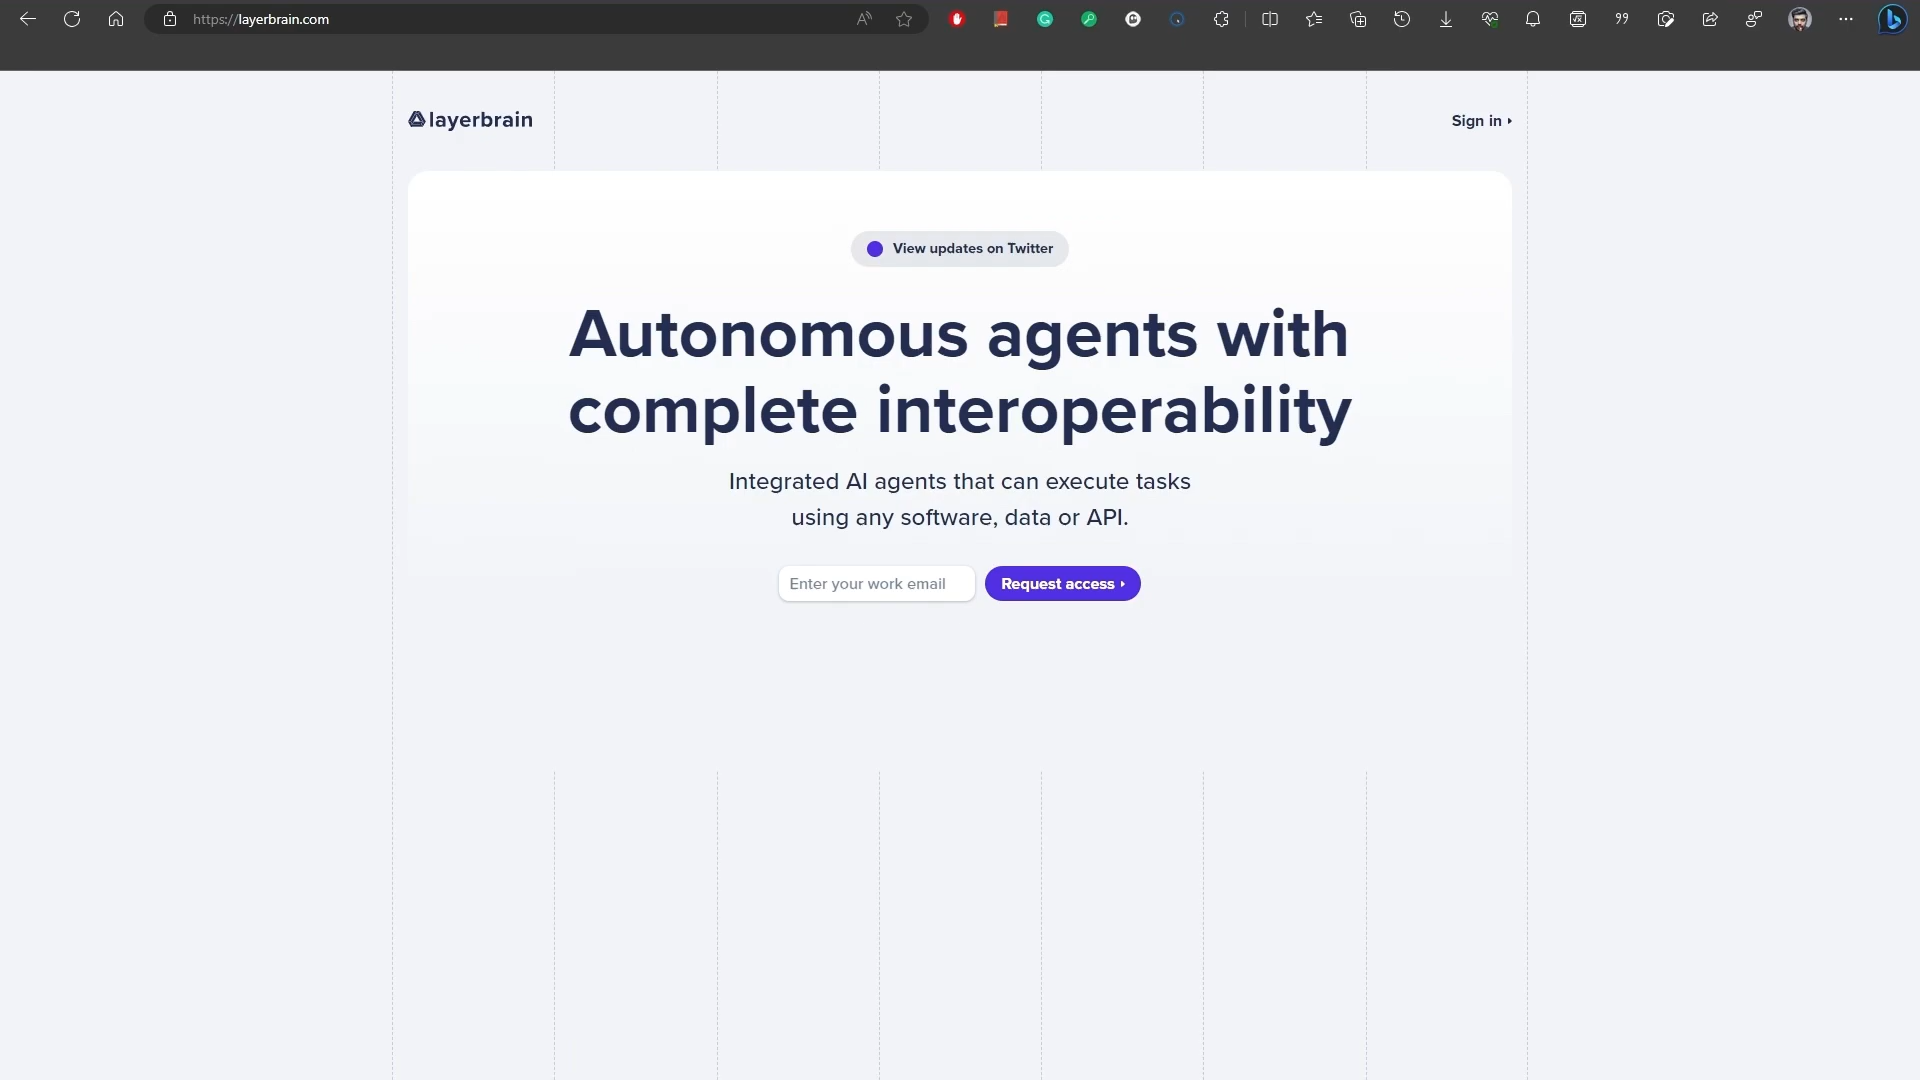 https://layerbrain.com
layerbrain
Sign in
View updates on Twitter
Autonomous agents with
complete interoperability
Integrated AI agents that can execute tasks
using any software, data or API.
Enter your work email
Request access